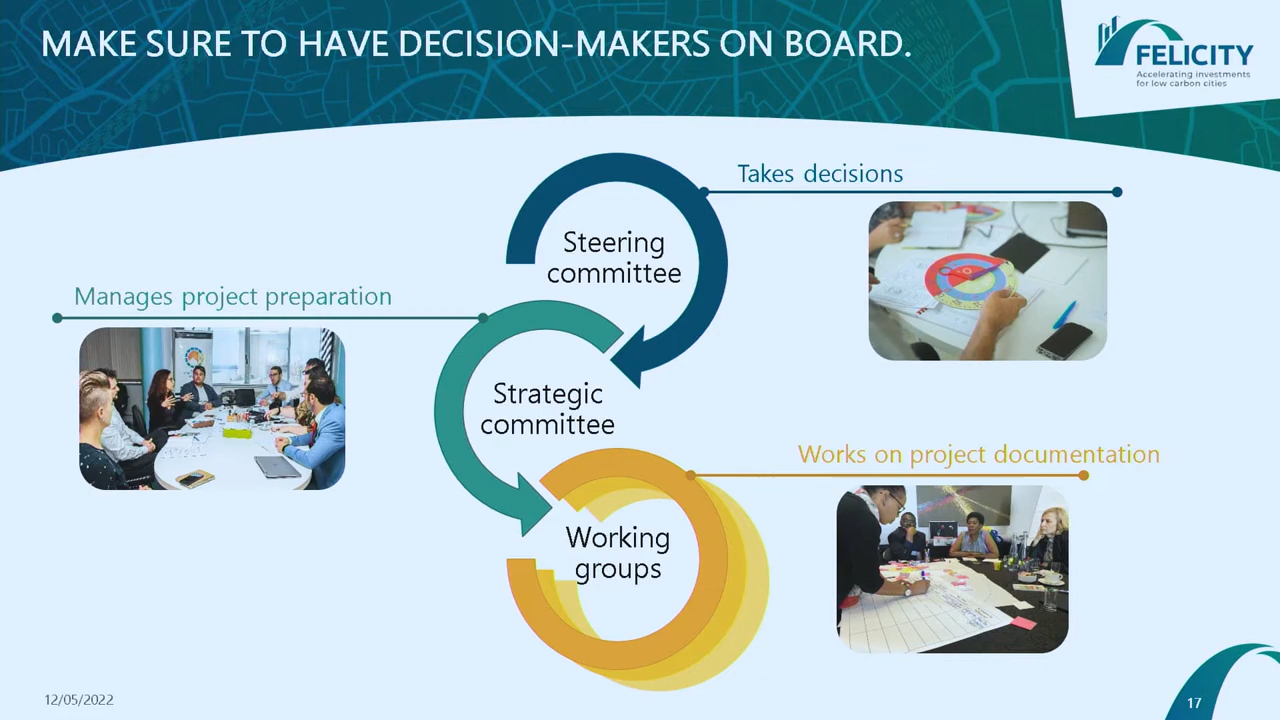 MAKE SURE TO HAVE DECISION-MAKERS ON BOARD.
FELICITY
Accelerating investments
for low carbon cities
Takes decisions
Steering
committee
Manages project preparation
Strategic
committee
Works on project documentation
Working
groups
12/05/2022
17